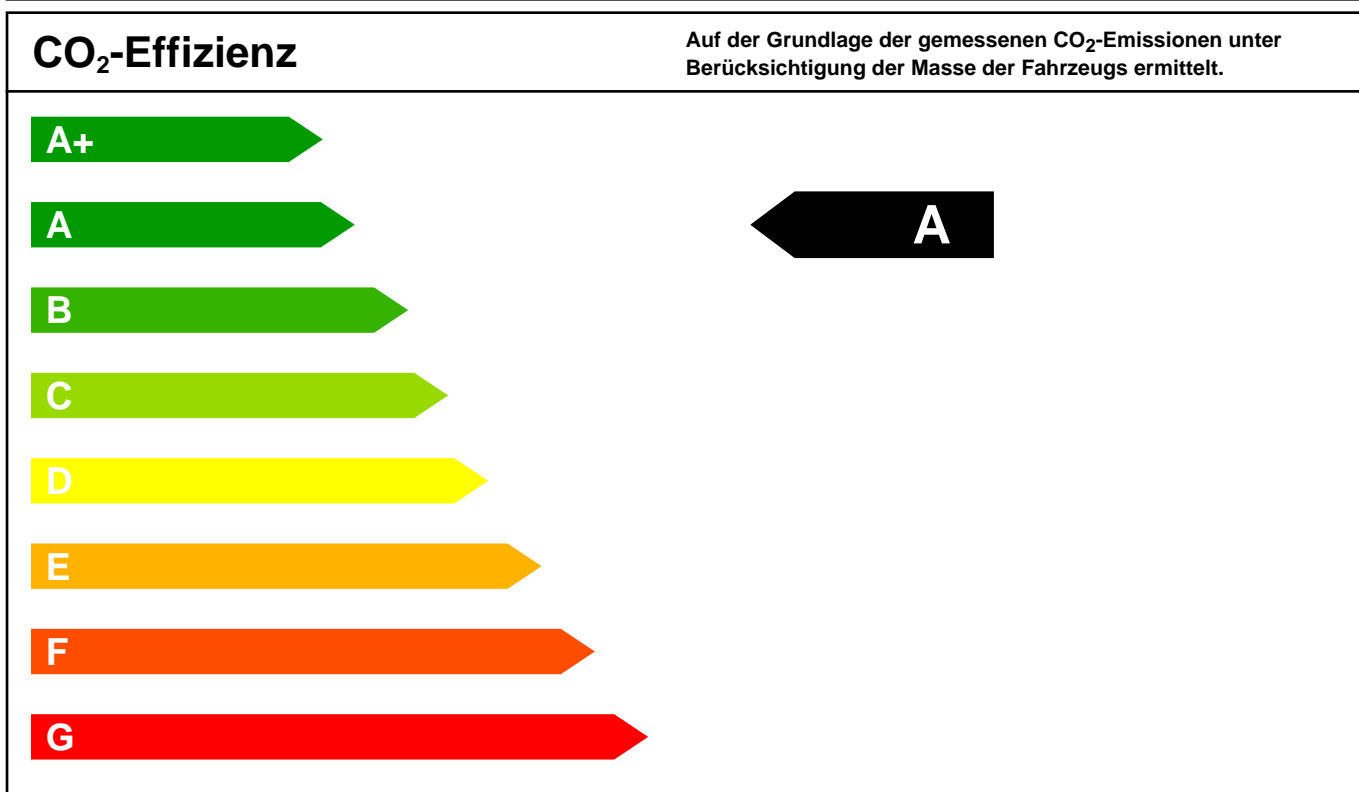 CO₂-Effizienz
Auf der Grundlage der gemessenen CO₂-Emissionen unter
Berücksichtigung der Masse der Fahrzeugs ermittelt.
A+
A
A
B
C
D
E
F
G